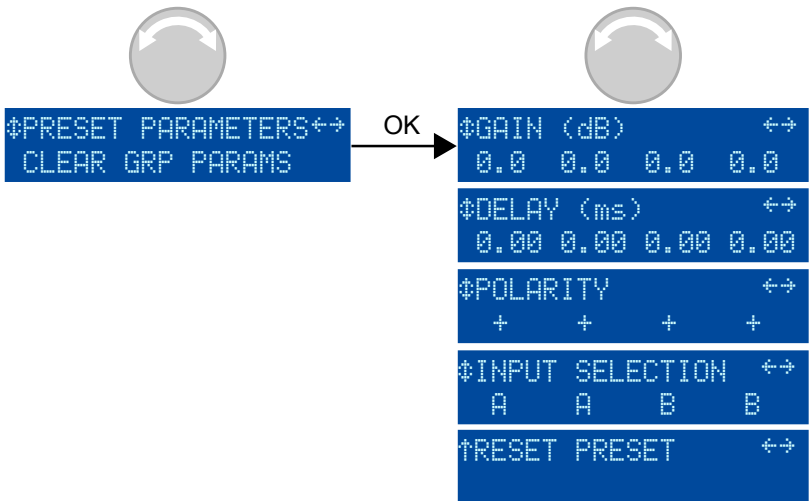 ↕PRESET PARAMETERS←→
CLEAR GRP PARAMS
OK
↕GAIN (dB) ←→
0.0 0.0 0.0 0.0
↕DELAY (ms) ←→
0.00 0.00 0.00 0.00
↕POLARITY ←→
+ + + +
↕INPUT SELECTION ←→
A A B B
↑RESET PRESET ←→